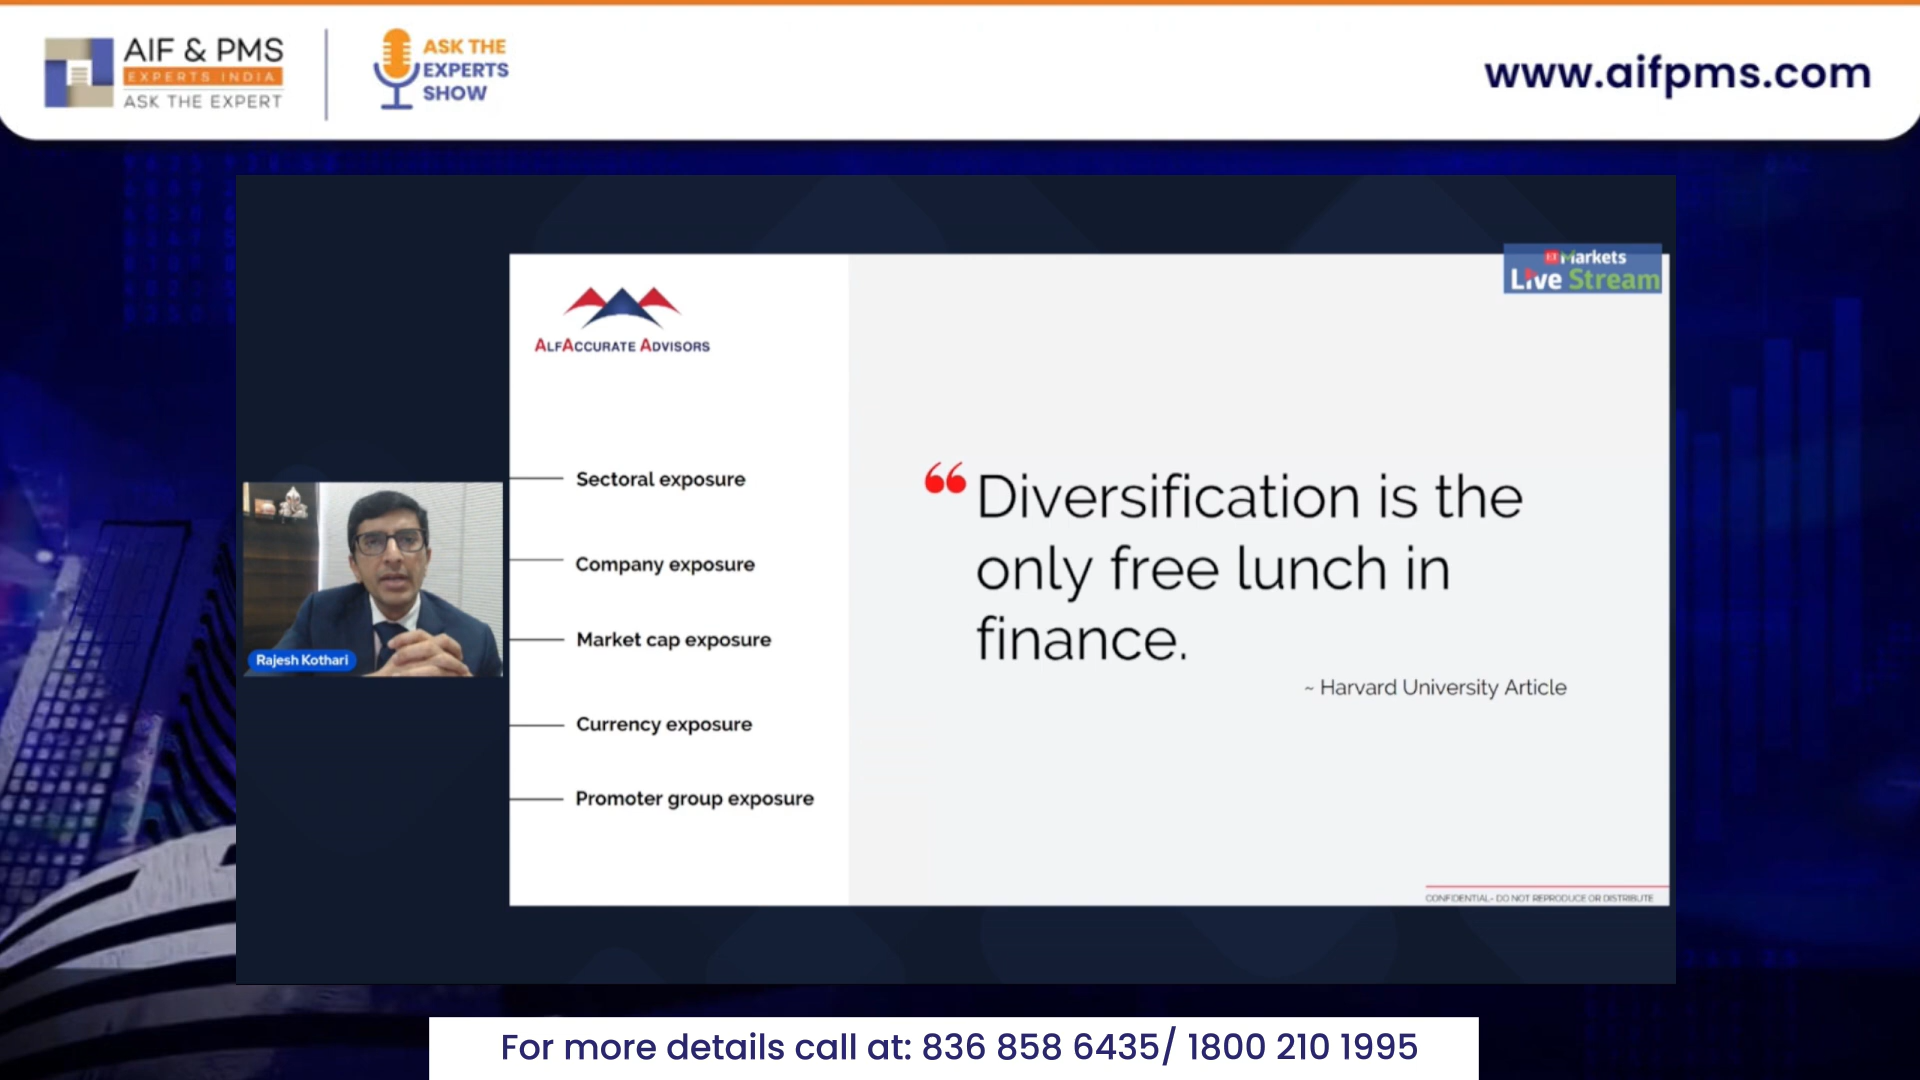 AIF & PMS
EXPERTS INDIA
ASK THE EXPERT
ASK THE
EXPERTS
SHOW
www.aifpms.com
ET Markets
Live Stream
ALFACCURATE ADVISORS
Sectoral exposure
Company exposure
Market cap exposure
Currency exposure
Promoter group exposure
“ Diversification is the
only free lunch in
finance.
~ Harvard University Article
Rajesh Kothari
CONFIDENTIAL- DO NOT REPRODUCE OR DISTRIBUTE
For more details call at: 836 858 6435/ 1800 210 1995